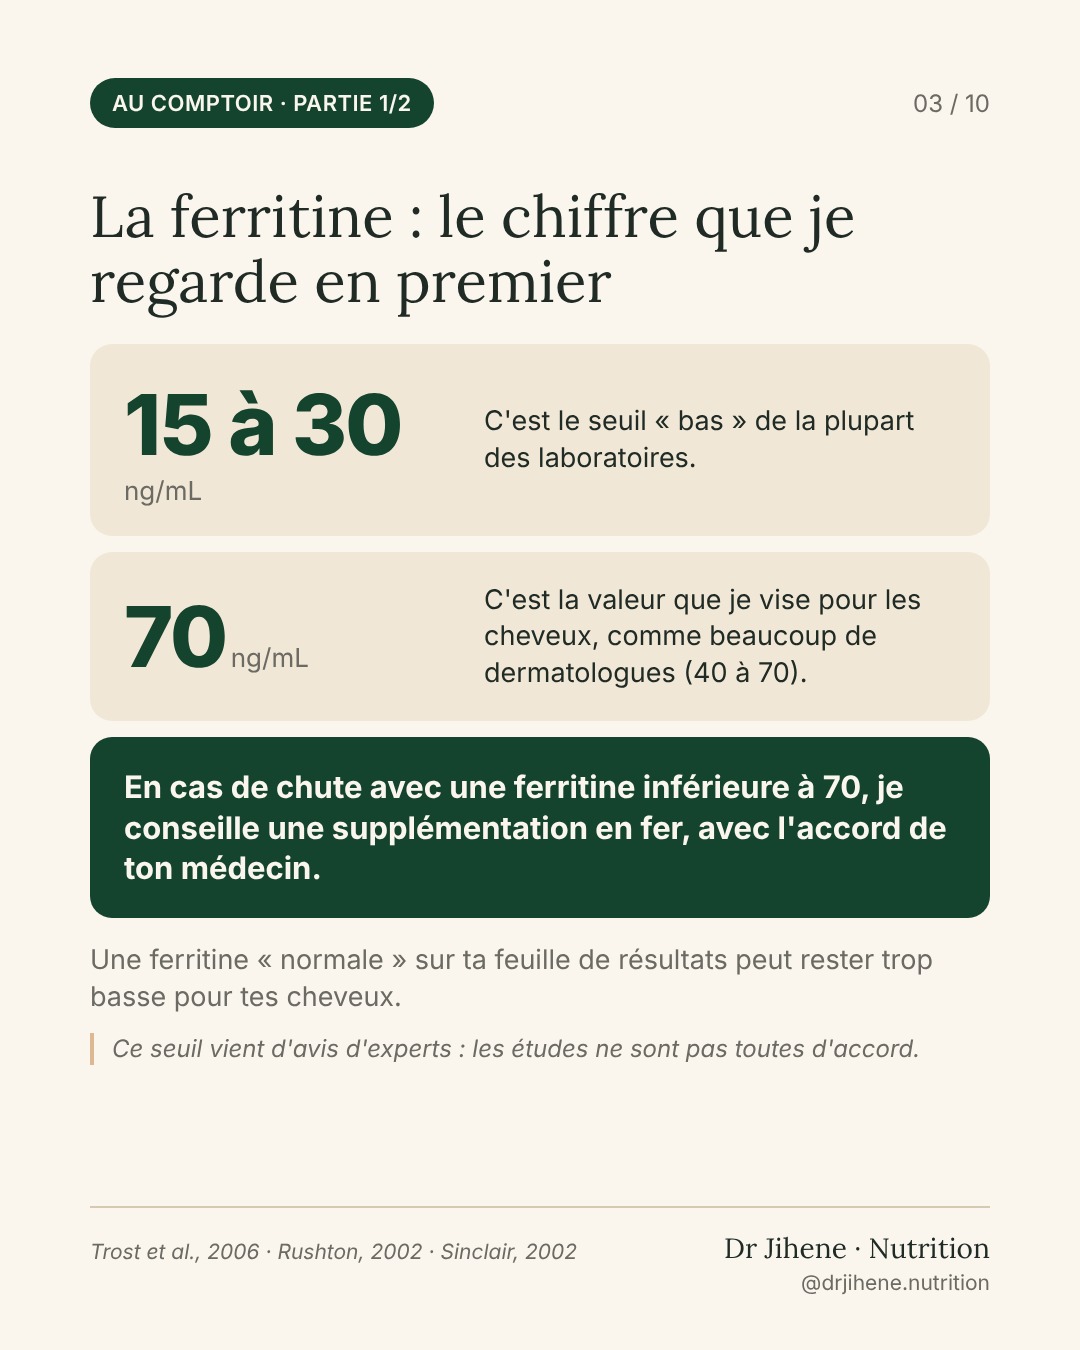 AU COMPTOIR · PARTIE 1/2
03 / 10
La ferritine : le chiffre que je
regarde en premier
15 à 30
ng/mL
C'est le seuil « bas » de la plupart
des laboratoires.
70 ng/mL
C'est la valeur que je vise pour les
cheveux, comme beaucoup de
dermatologues (40 à 70).
En cas de chute avec une ferritine inférieure à 70, je
conseille une supplémentation en fer, avec l'accord de
ton médecin.
Une ferritine « normale » sur ta feuille de résultats peut rester trop
basse pour tes cheveux.
Ce seuil vient d'avis d'experts : les études ne sont pas toutes d'accord.
Trost et al., 2006 · Rushton, 2002 · Sinclair, 2002
Dr Jihene · Nutrition
@drjihene.nutrition